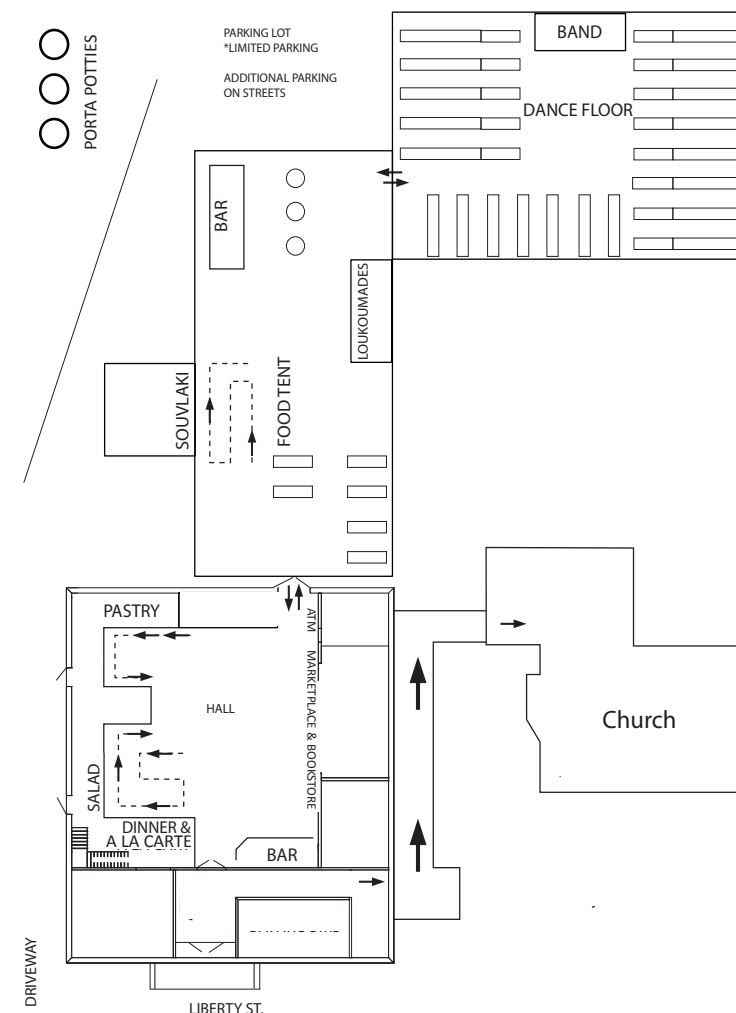 PORTA POTTIES
PARKING LOT
*LIMITED PARKING
ADDITIONAL PARKING
ON STREETS
BAND
DANCE FLOOR
BAR
LOUKOUMADES
SOUVLAKI
FOOD TENT
PASTRY
ATM
MARKETPLACE & BOOKSTORE
HALL
Church
SALAD
DINNER &
A LA CARTE
BAR
DRIVEWAY
LIBERTY ST.